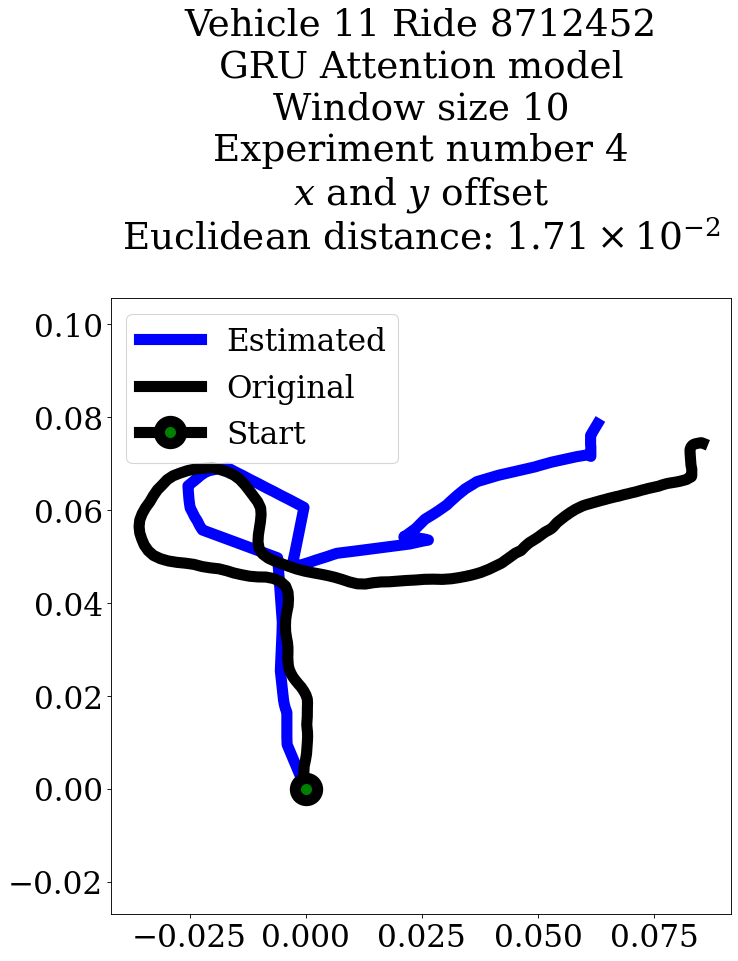 Vehicle 11 Ride 8712452
GRU Attention model
Window size 10
Experiment number 4
x and y offset
Euclidean distance: 1.71 × 10⁻²
Estimated
Original
Start
0.10
0.08
0.06
0.04
0.02
0.00
−0.02
−0.025 0.000 0.025 0.050 0.075